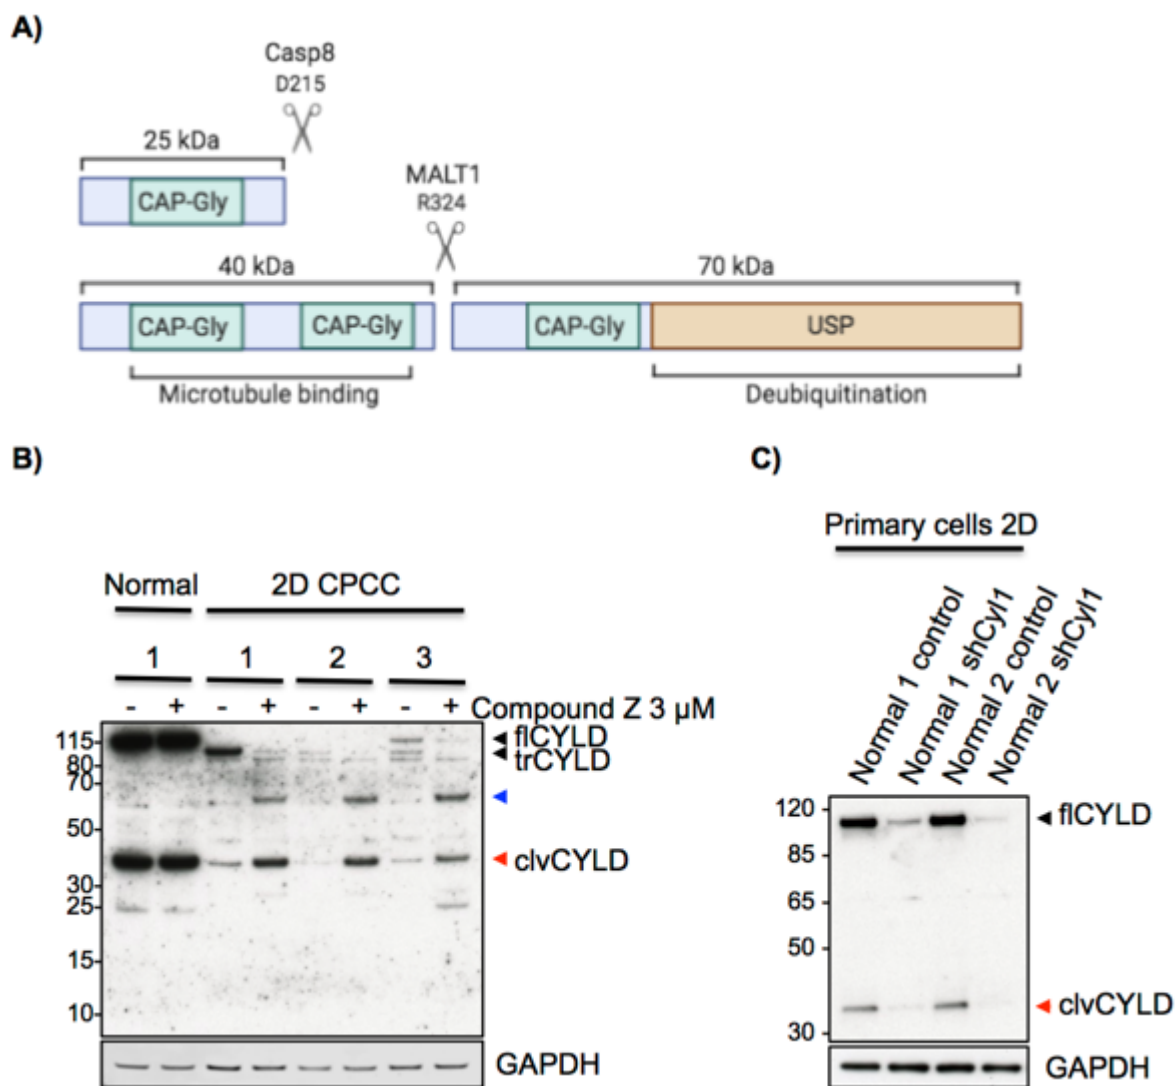 A)
Casp8
D215
25 kDa
CAP-Gly
MALT1
R324
40 kDa
70 kDa
CAP-Gly CAP-Gly CAP-Gly USP
Microtubule binding
Deubiquitination
B)
Normal 2D CPCC
1 1 2 3
- + - + - + - + Compound Z 3 µM
115
80
70
50
30
25
15
10
flCYLD
trCYLD
clvCYLD
GAPDH
C)
Primary cells 2D
Normal 1 control
Normal 1 shCyl1
Normal 2 control
Normal 2 shCyl1
120
85
65
50
30
flCYLD
clvCYLD
GAPDH